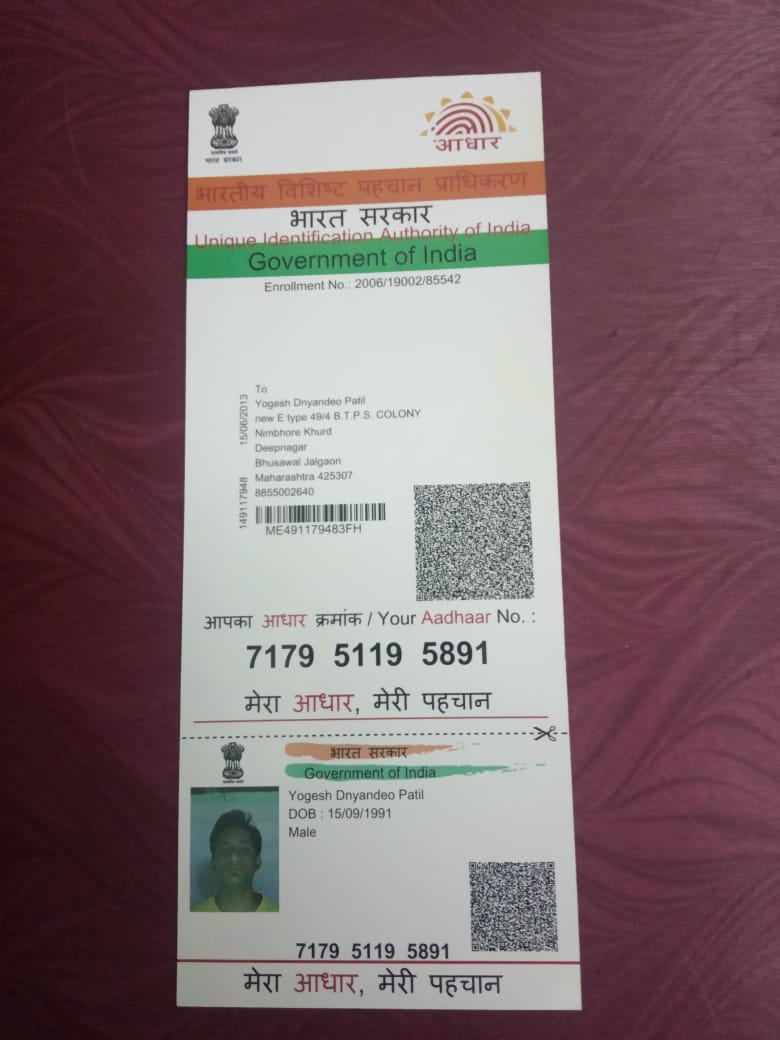 भारत सरकार
आधार
भारतीय विशिष्ट पहचान प्राधिकरण
भारत सरकार
Unique Identification Authority of India
Government of India
Enrollment No.: 2006/19002/85542
To
Yogesh Dnyandeo Patil
new E type 49/4 B.T.P.S. COLONY
Nimbhore Khurd
Deepnagar
Bhusawal Jalgaon
Maharashtra 425307
8855002640
149117948 15/06/2013
ME491179483FH
आपका आधार क्रमांक / Your Aadhaar No. :
7179 5119 5891
मेरा आधार, मेरी पहचान
भारत सरकार
Government of India
Yogesh Dnyandeo Patil
DOB : 15/09/1991
Male
7179 5119 5891
मेरा आधार, मेरी पहचान